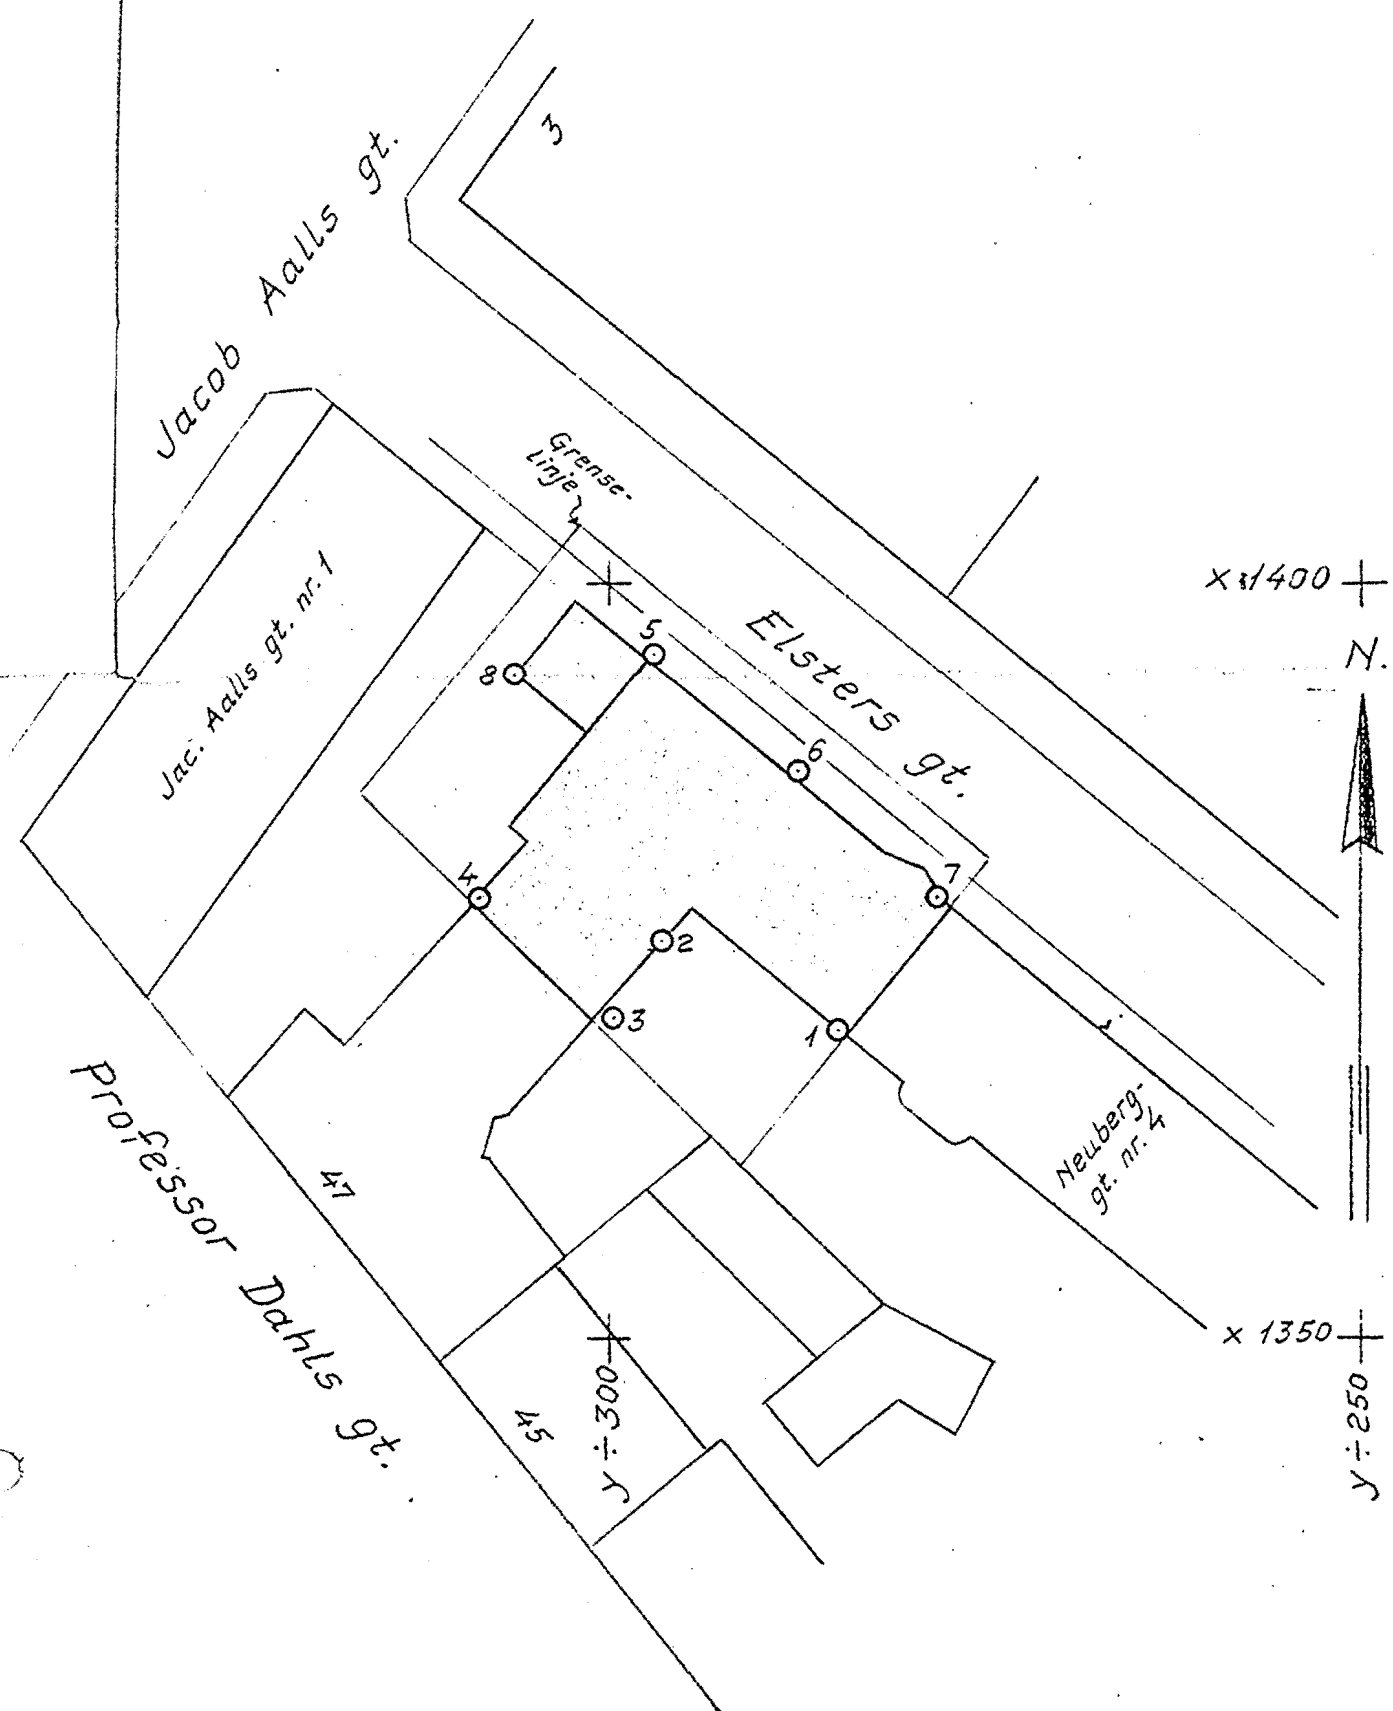 3
Jacob Aalls gt.
Grense-
linje
Jac. Aalls gt. nr. 1
x 1400
N.
Elsters gt.
5
8
6
4
7
2
3
1
Neuberg-
gt. nr. 4
Professor Dahls gt.
47
45
x 1350
y ÷ 300
y ÷ 250